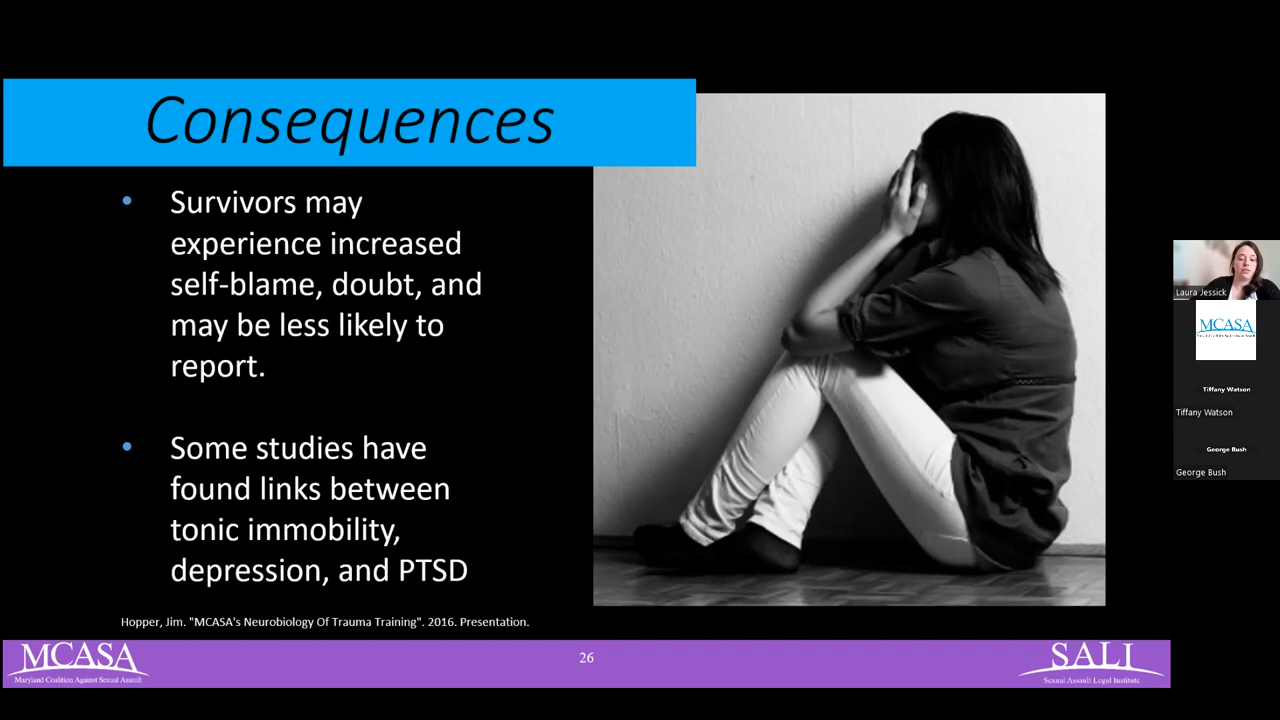 Consequences
• Survivors may
experience increased
self-blame, doubt, and
may be less likely to
report.
• Some studies have
found links between
tonic immobility,
depression, and PTSD
Hopper, Jim. "MCASA's Neurobiology Of Trauma Training". 2016. Presentation.
MCASA
Maryland Coalition Against Sexual Assault
26
SALI
Sexual Assault Legal Institute
Laura Jessick
MCASA
Tiffany Watson
Tiffany Watson
George Bush
George Bush